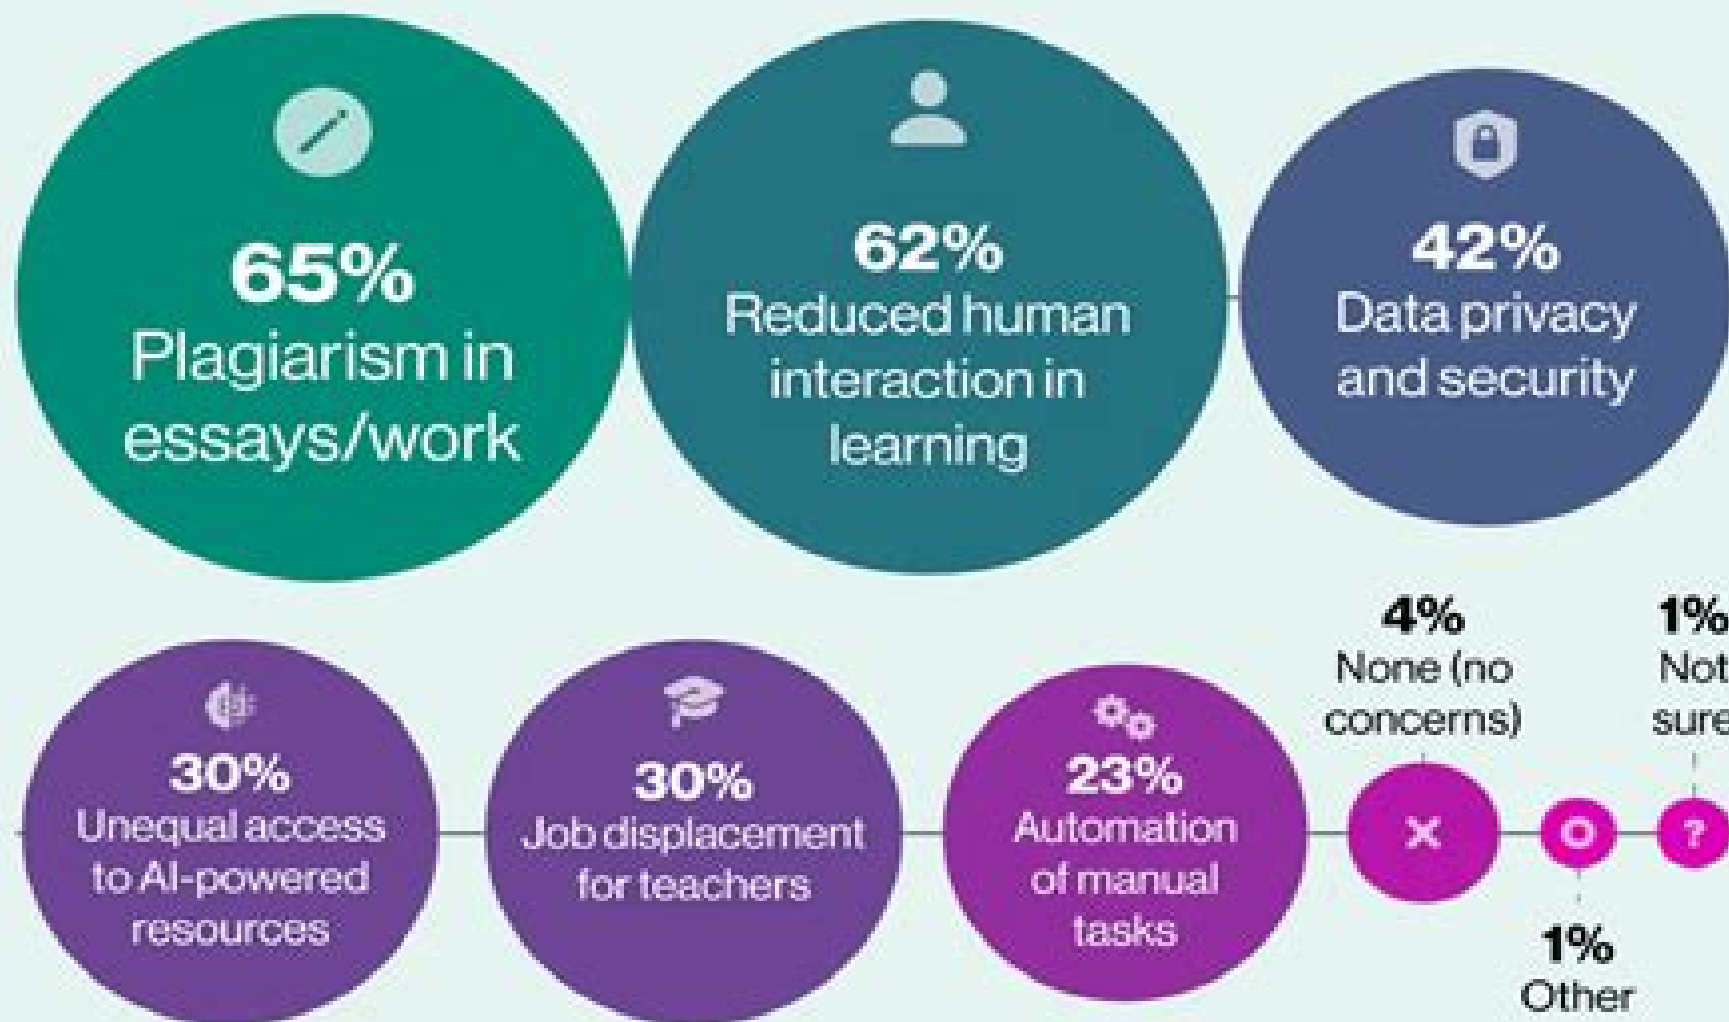 65%
Plagiarism in
essays/work
62%
Reduced human
interaction in
learning
42%
Data privacy
and security
30%
Unequal access
to AI-powered
resources
30%
Job displacement
for teachers
23%
Automation
of manual
tasks
4%
None (no
concerns)
1%
Other
1%
Not
sure
?